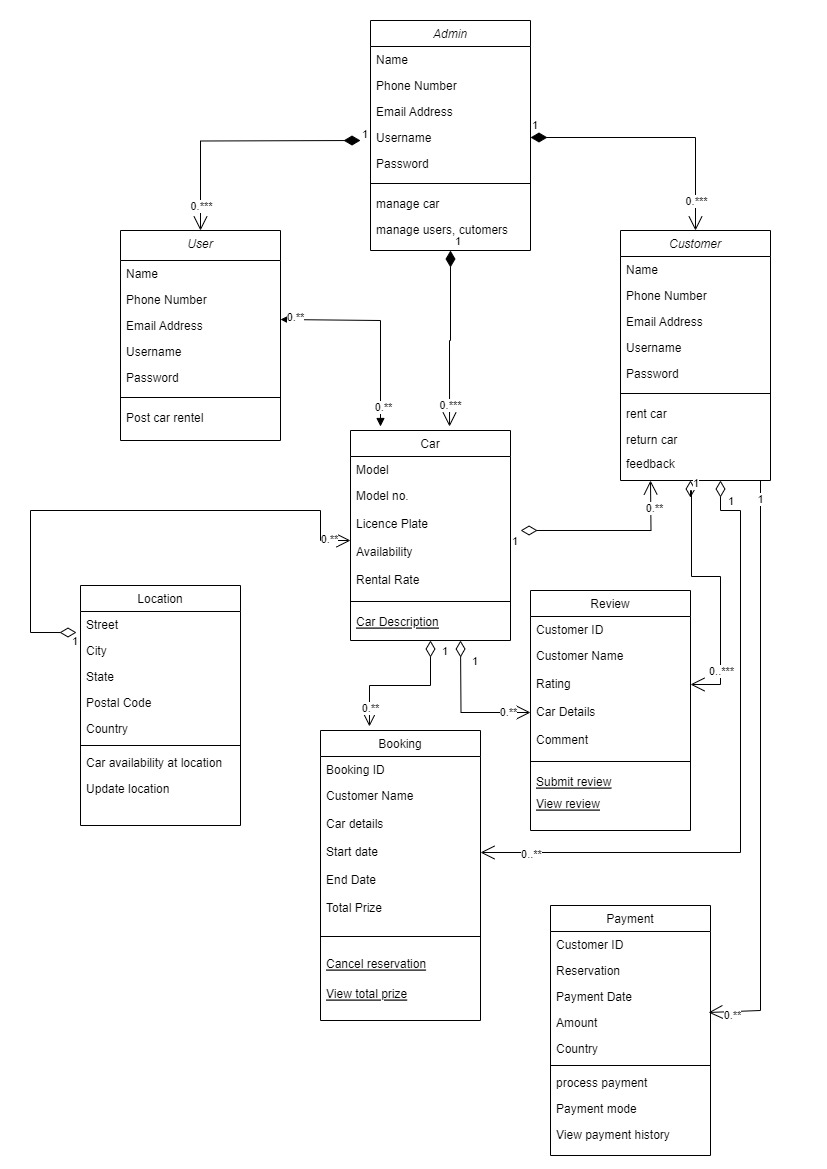 Admin
Name
Phone Number
Email Address
Username
Password
manage car
manage users, cutomers
1
1
1
0.***
0.***
0.***
User
Name
Phone Number
Email Address
Username
Password
Post car rentel
0.**
0.**
Customer
Name
Phone Number
Email Address
Username
Password
rent car
return car
feedback
1
1
1
0.**
Car
Model
Model no.
Licence Plate
Availability
Rental Rate
Car Description
0.**
1
1
1
Location
Street
City
State
Postal Code
Country
Car availability at location
Update location
1
Review
Customer ID
Customer Name
Rating
Car Details
Comment
Submit review
View review
0..***
0.**
0.**
Booking
Booking ID
Customer Name
Car details
Start date
End Date
Total Prize
Cancel reservation
View total prize
0..**
Payment
Customer ID
Reservation
Payment Date
Amount
Country
process payment
Payment mode
View payment history
0.**